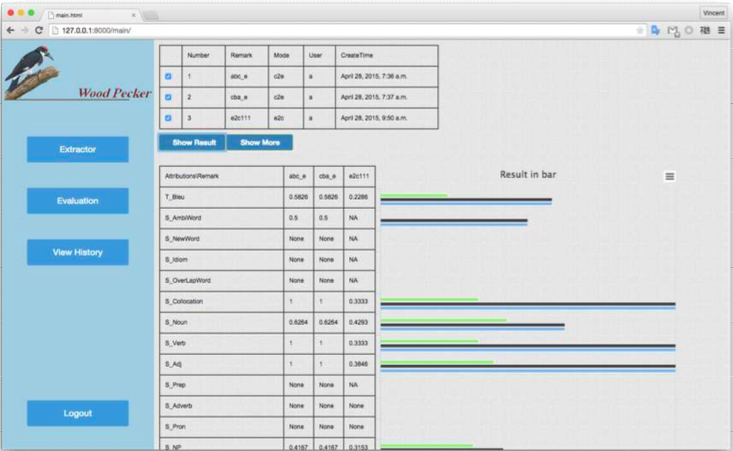 main.html
Vincent
127.0.0.1:8000/main/
Wood Pecker
Extractor
Evaluation
View History
Logout
Number Remark Mode User CreateTime
1 abc_e c2e a April 28, 2015, 7:36 a.m.
2 cba_e c2e a April 28, 2015, 7:37 a.m.
3 e2c111 e2c a April 28, 2015, 9:50 a.m.
Show Result Show More
Attributions\Remark abc_e cba_e e2c111
Result in bar
T_Bleu 0.5826 0.5826 0.2286
S_AmbiWord 0.5 0.5 NA
S_NewWord None None NA
S_Idiom None None NA
S_OverLapWord None None NA
S_Colocation 1 1 0.3333
S_Noun 0.6264 0.6264 0.4293
S_Verb 1 1 0.3333
S_Adj 1 1 0.3846
S_Prep None None NA
S_Adverb None None None
S_Pron None None None
S_NP 0.4167 0.4167 0.3153